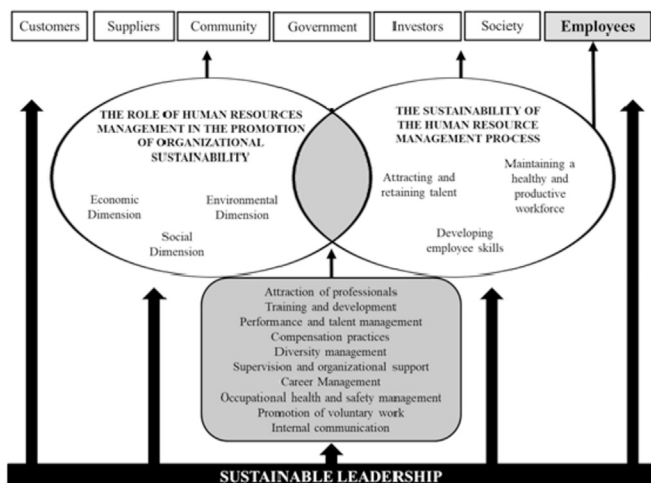 Customers
Suppliers
Community
Government
Investors
Society
Employees
THE ROLE OF HUMAN RESOURCES
MANAGEMENT IN THE PROMOTION
OF ORGANIZATIONAL
SUSTAINABILITY
Economic
Dimension
Environmental
Dimension
Social
Dimension
THE SUSTAINABILITY OF
THE HUMAN RESOURCE
MANAGEMENT PROCESS
Attracting and
retaining talent
Maintaining a
healthy and
productive
workforce
Developing
employee skills
Attraction of professionals
Training and development
Performance and talent management
Compensation practices
Diversity management
Supervision and organizational support
Career Management
Occupational health and safety management
Promotion of voluntary work
Internal communication
SUSTAINABLE LEADERSHIP